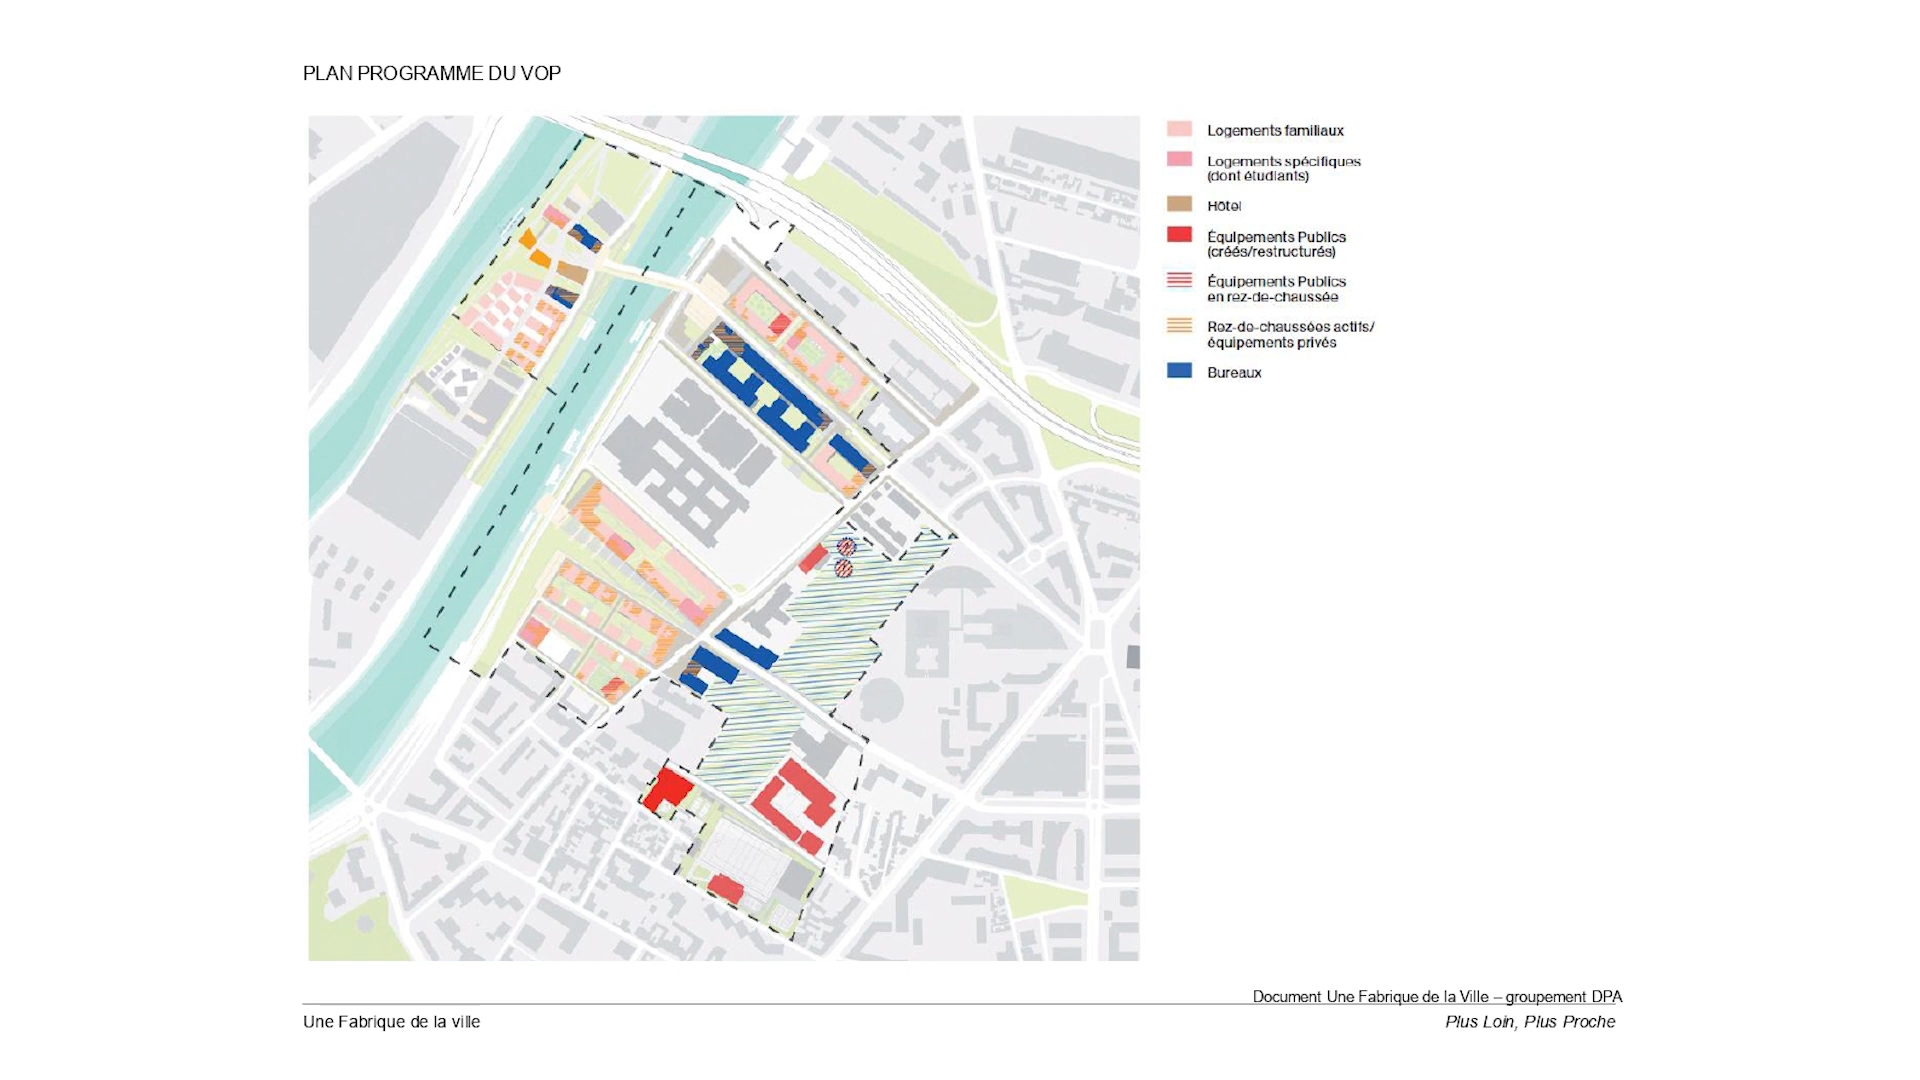 PLAN PROGRAMME DU VOP
Logements familiaux
Logements spécifiques
(dont étudiants)
Hôtel
Équipements Publics
(créés/restructurés)
Équipements Publics
en rez-de-chaussée
Rez-de-chaussées actifs/
équipements privés
Bureaux
Document Une Fabrique de la Ville – groupement DPA
Une Fabrique de la ville
Plus Loin, Plus Proche